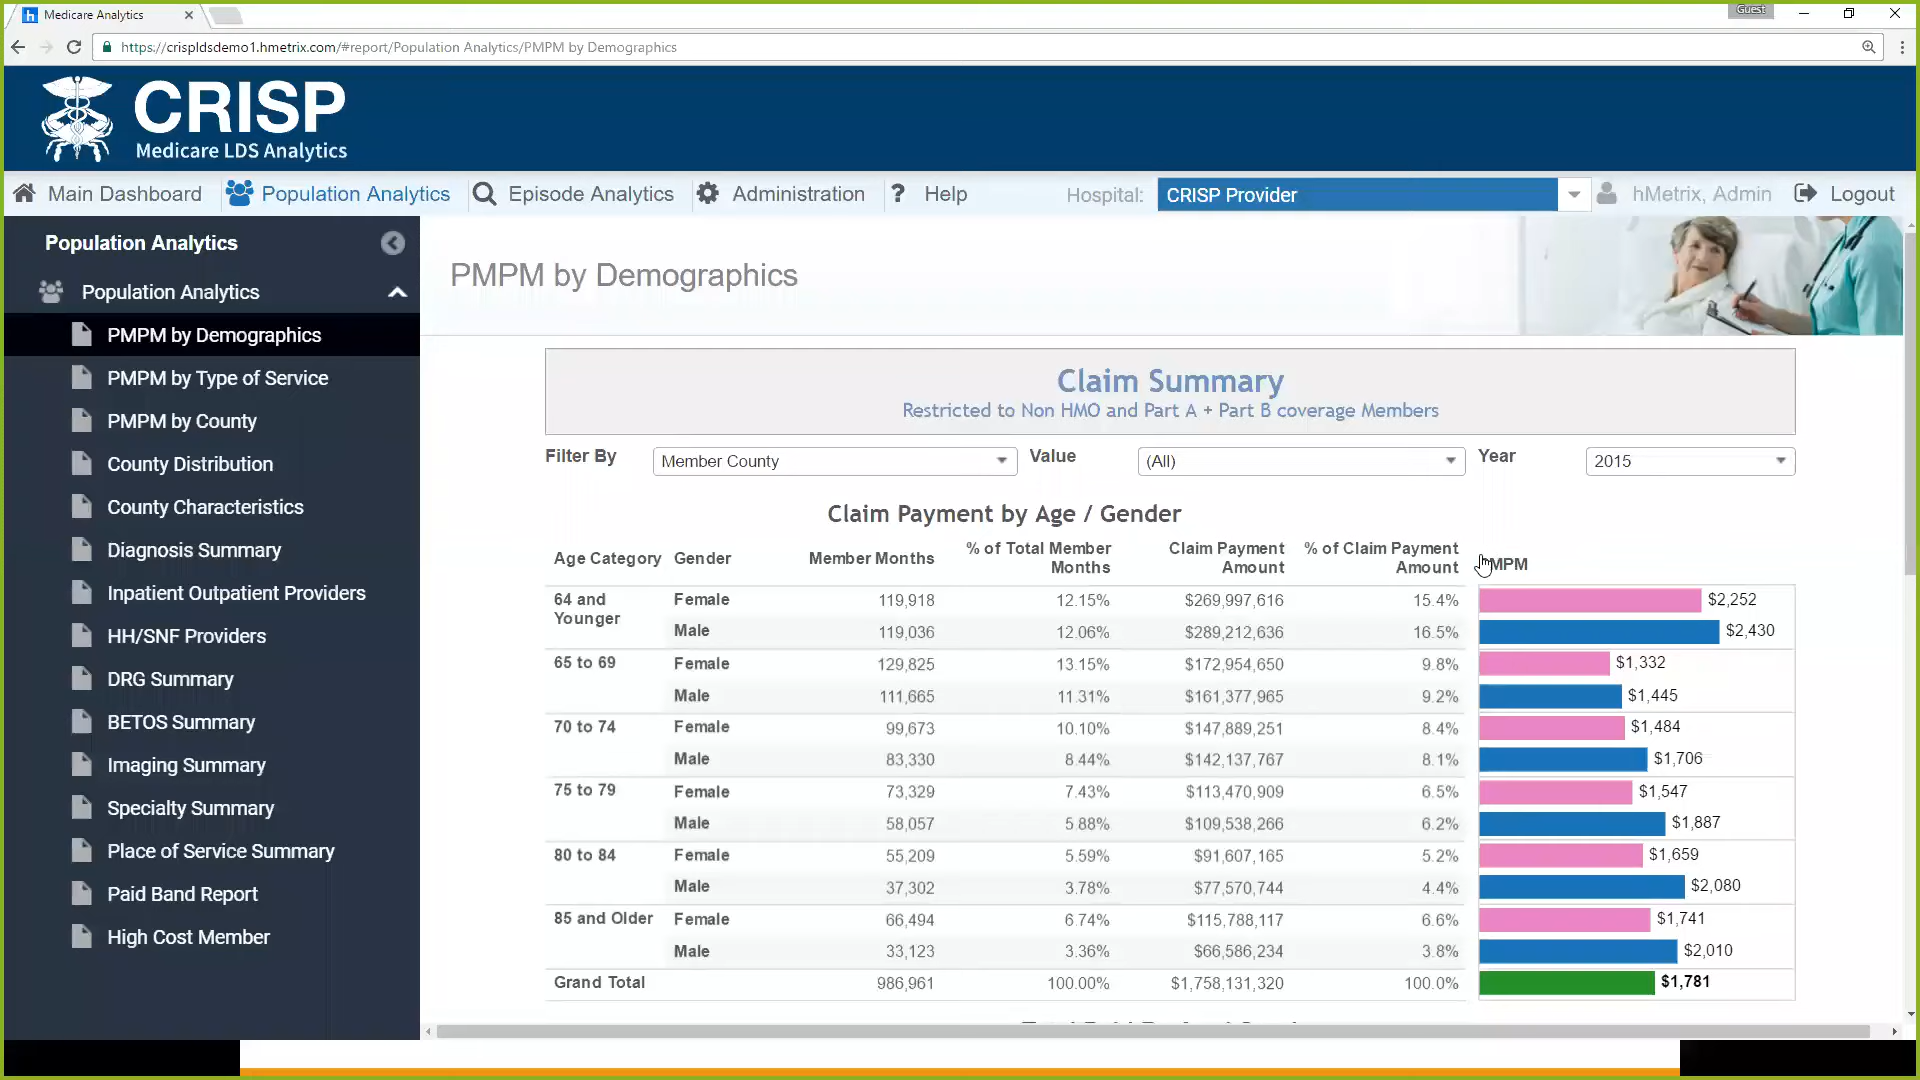 Medicare Analytics
Guest
https://crispldsdemo1.hmetrix.com/#report/Population Analytics/PMPM by Demographics
CRISP
Medicare LDS Analytics
Main Dashboard Population Analytics Episode Analytics Administration ? Help Hospital: CRISP Provider hMetrix, Admin Logout
Population Analytics
Population Analytics
PMPM by Demographics
PMPM by Type of Service
PMPM by County
County Distribution
County Characteristics
Diagnosis Summary
Inpatient Outpatient Providers
HH/SNF Providers
DRG Summary
BETOS Summary
Imaging Summary
Specialty Summary
Place of Service Summary
Paid Band Report
High Cost Member
PMPM by Demographics
Claim Summary
Restricted to Non HMO and Part A + Part B coverage Members
Filter By Member County Value (All) Year 2015
Claim Payment by Age / Gender
Age Category Gender Member Months % of Total Member Months Claim Payment Amount % of Claim Payment Amount PMPM
64 and Younger Female 119,918 12.15% $269,997,616 15.4% $2,252
Male 119,036 12.06% $289,212,636 16.5% $2,430
65 to 69 Female 129,825 13.15% $172,954,650 9.8% $1,332
Male 111,665 11.31% $161,377,965 9.2% $1,445
70 to 74 Female 99,673 10.10% $147,889,251 8.4% $1,484
Male 83,330 8.44% $142,137,767 8.1% $1,706
75 to 79 Female 73,329 7.43% $113,470,909 6.5% $1,547
Male 58,057 5.88% $109,538,266 6.2% $1,887
80 to 84 Female 55,209 5.59% $91,607,165 5.2% $1,659
Male 37,302 3.78% $77,570,744 4.4% $2,080
85 and Older Female 66,494 6.74% $115,788,117 6.6% $1,741
Male 33,123 3.36% $66,586,234 3.8% $2,010
Grand Total 986,961 100.00% $1,758,131,320 100.0% $1,781